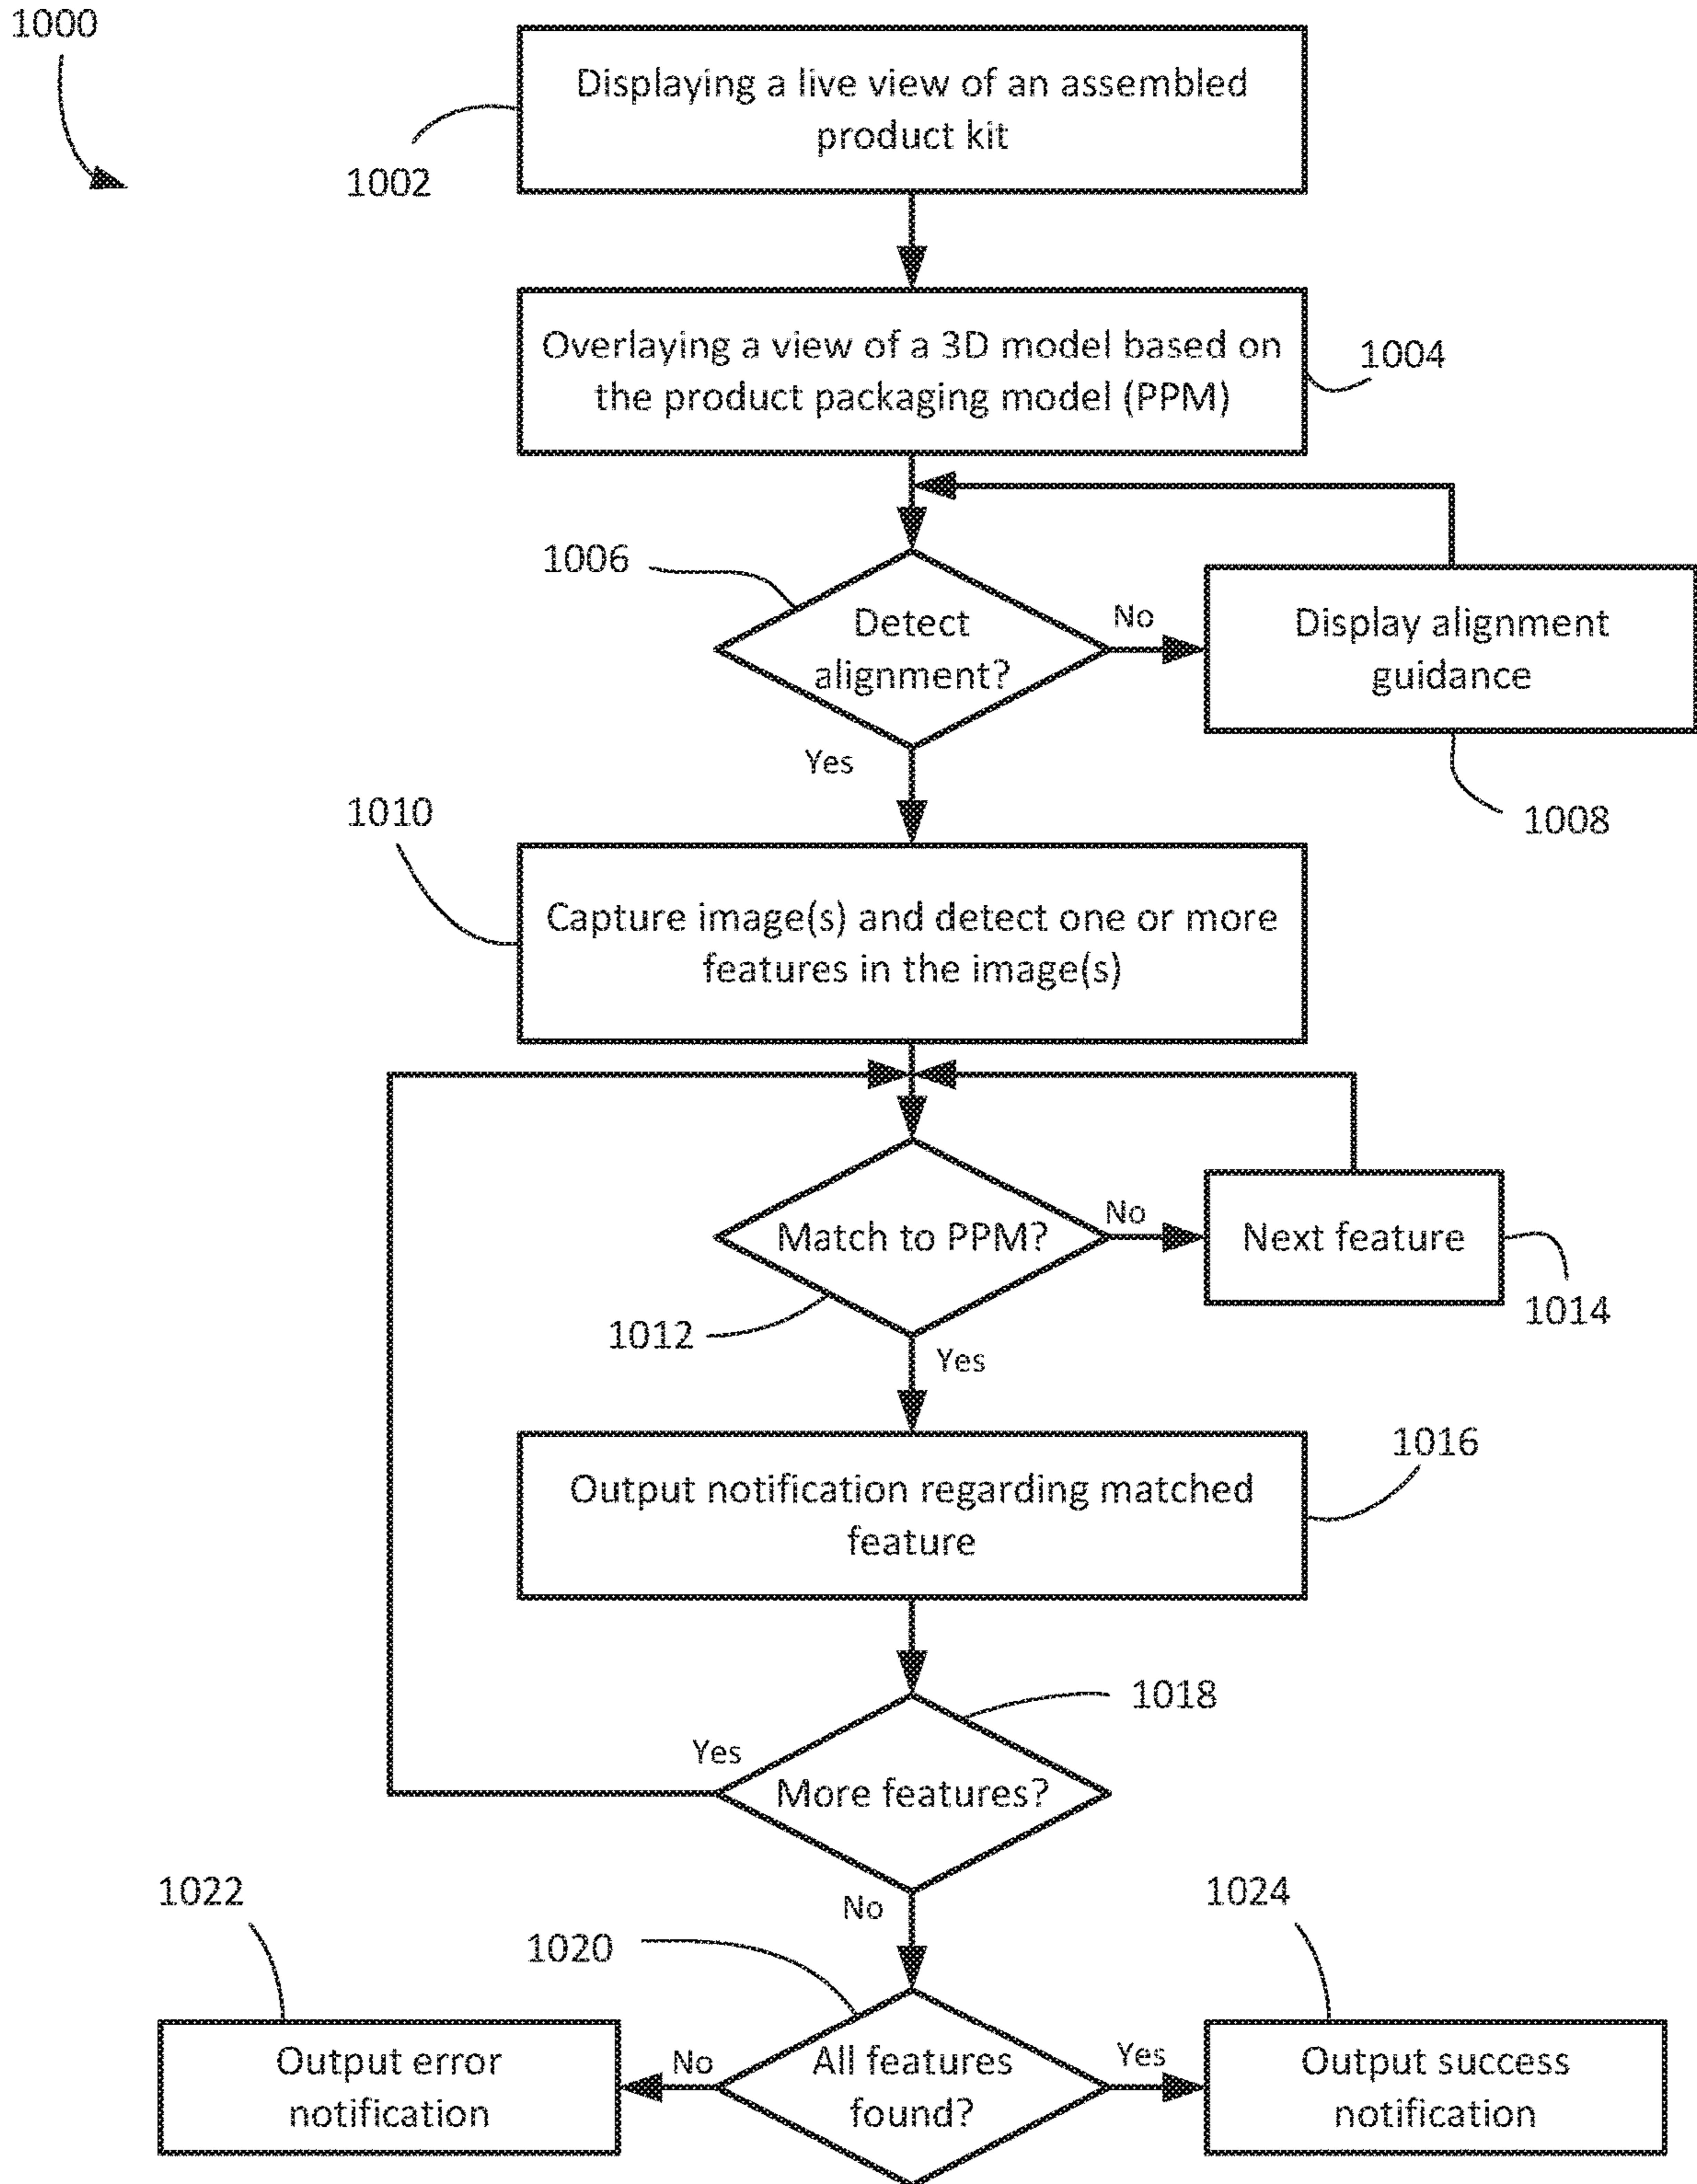 1000
Displaying a live view of an assembled
product kit
1002
Overlaying a view of a 3D model based on
the product packaging model (PPM)
1004
1006
Detect
alignment?
No
Display alignment
guidance
Yes
1008
1010
Capture image(s) and detect one or more
features in the image(s)
Match to PPM?
No
Next feature
1012
1014
Yes
1016
Output notification regarding matched
feature
1018
Yes
More features?
No
1022
1020
1024
Output error
notification
No
All features
found?
Yes
Output success
notification